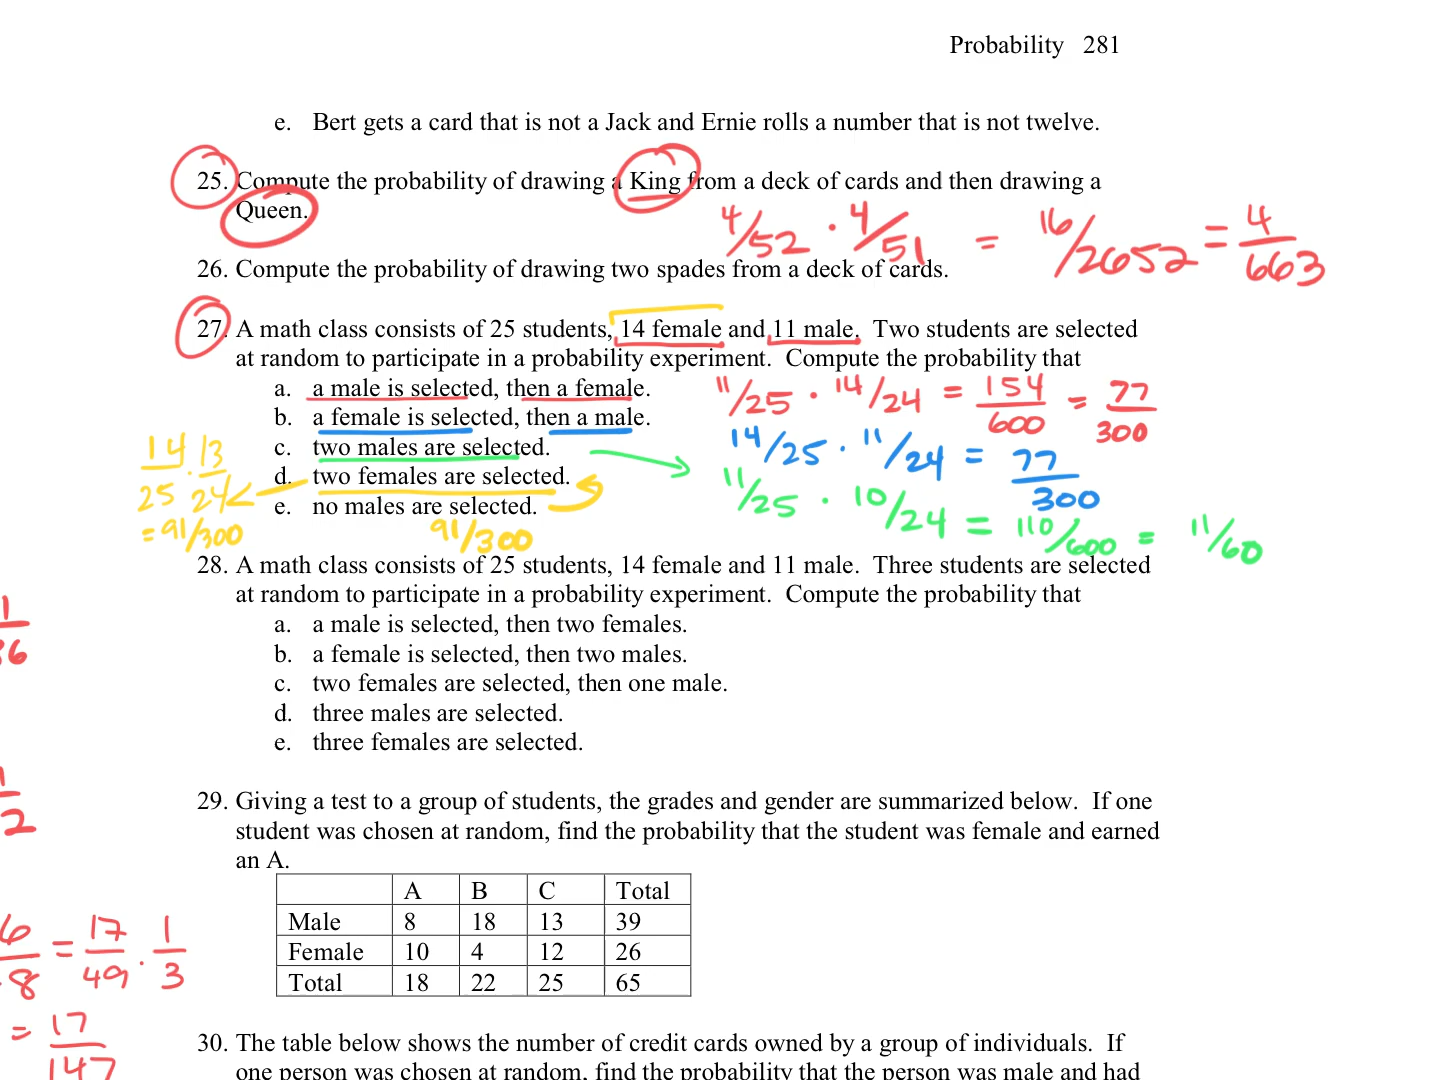 Probability 281
e. Bert gets a card that is not a Jack and Ernie rolls a number that is not twelve.
25. Compute the probability of drawing a King from a deck of cards and then drawing a
Queen.
4/52 · 4/51 = 16/2652 = 4/663
26. Compute the probability of drawing two spades from a deck of cards.
27. A math class consists of 25 students, 14 female and 11 male. Two students are selected
at random to participate in a probability experiment. Compute the probability that
a. a male is selected, then a female.
11/25 · 14/24 = 154/600 = 77/300
b. a female is selected, then a male.
14/25 · 11/24 = 77/300
c. two males are selected.
11/25 · 10/24 = 110/600 = 11/60
d. two females are selected.
14/25 · 13/24
= 91/300
e. no males are selected.
91/300
28. A math class consists of 25 students, 14 female and 11 male. Three students are selected
at random to participate in a probability experiment. Compute the probability that
a. a male is selected, then two females.
b. a female is selected, then two males.
c. two females are selected, then one male.
d. three males are selected.
e. three females are selected.
29. Giving a test to a group of students, the grades and gender are summarized below. If one
student was chosen at random, find the probability that the student was female and earned
an A.
A B C Total
Male 8 18 13 39
Female 10 4 12 26
Total 18 22 25 65
= 17/49 · 1/3
= 17/147
30. The table below shows the number of credit cards owned by a group of individuals. If
one person was chosen at random, find the probability that the person was male and had